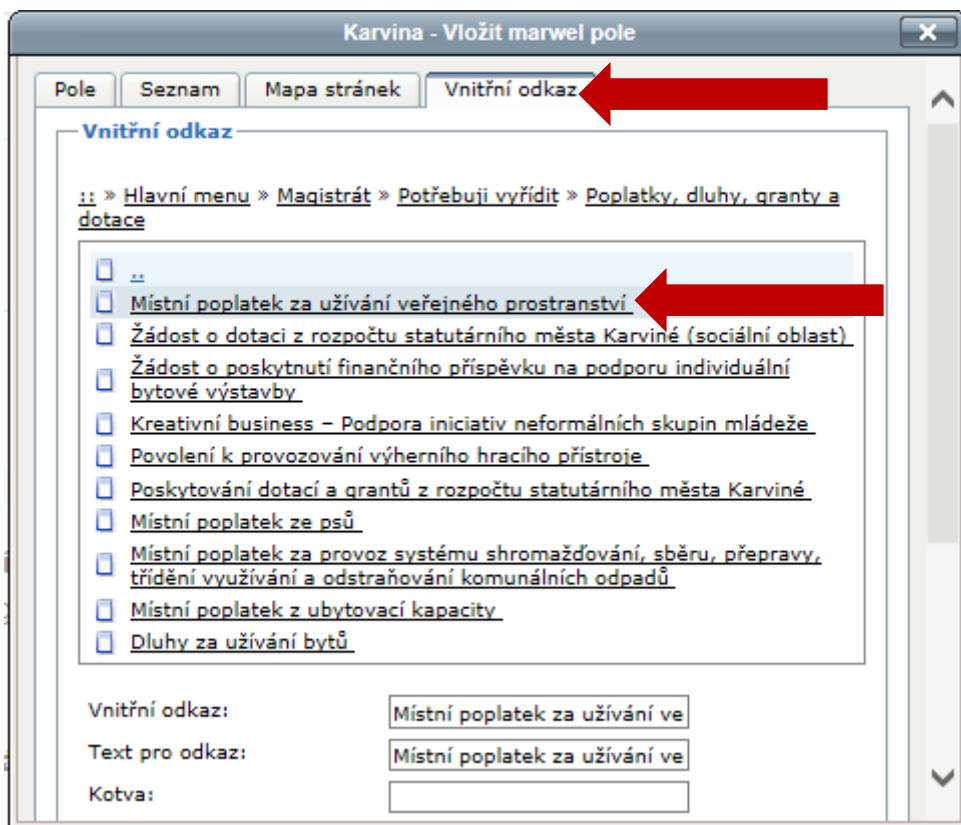 Karvina - Vložit marwel pole
Pole Seznam Mapa stránek Vnitřní odkaz
Vnitřní odkaz
:: » Hlavní menu » Magistrát » Potřebuji vyřídit » Poplatky, dluhy, granty a
dotace
..
Místní poplatek za užívání veřejného prostranství
Žádost o dotaci z rozpočtu statutárního města Karviné (sociální oblast)
Žádost o poskytnutí finančního příspěvku na podporu individuální
bytové výstavby
Kreativní business – Podpora iniciativ neformálních skupin mládeže
Povolení k provozování výherního hracího přístroje
Poskytování dotací a grantů z rozpočtu statutárního města Karviné
Místní poplatek ze psů
Místní poplatek za provoz systému shromažďování, sběru, přepravy,
třídění využívání a odstraňování komunálních odpadů
Místní poplatek z ubytovací kapacity
Dluhy za užívání bytů
Vnitřní odkaz: Místní poplatek za užívání ve
Text pro odkaz: Místní poplatek za užívání ve
Kotva: